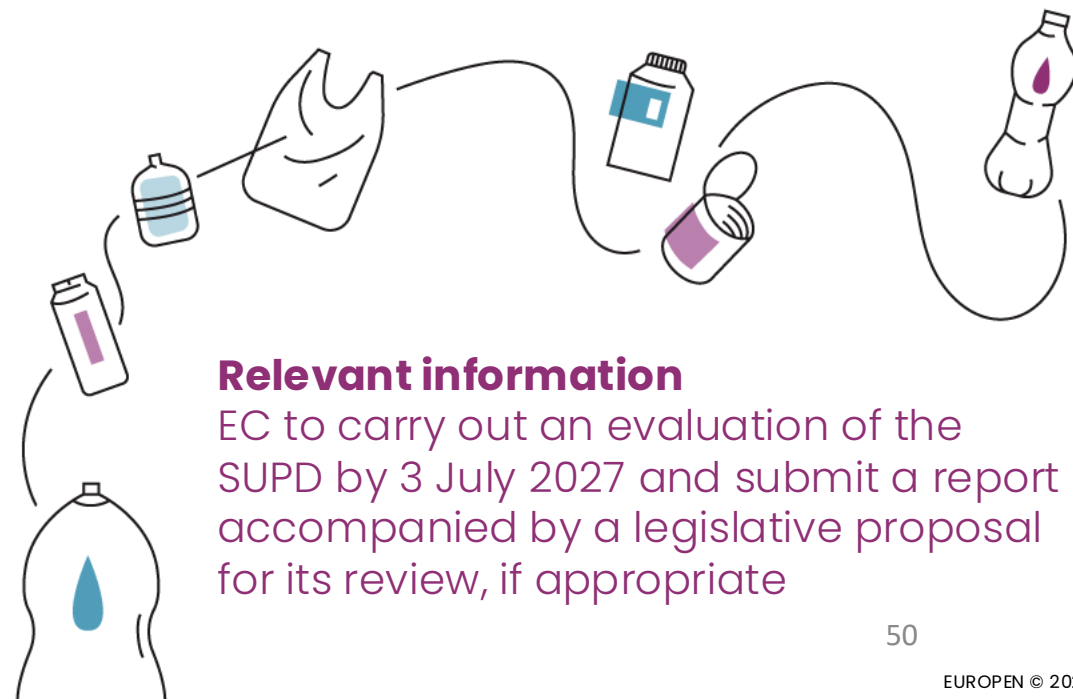 Relevant information
EC to carry out an evaluation of the
SUPD by 3 July 2027 and submit a report
accompanied by a legislative proposal
for its review, if appropriate
50
EUROPEN ©